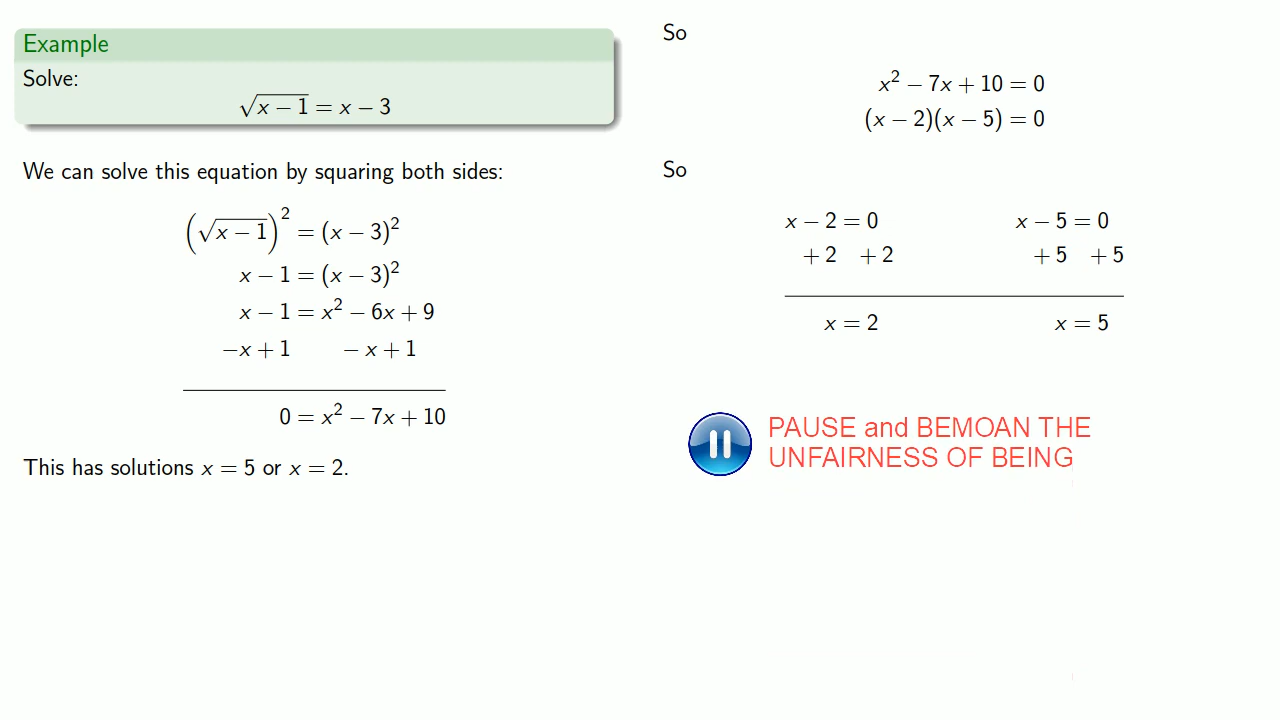 Example
Solve:
√(x − 1) = x − 3
We can solve this equation by squaring both sides:
(√(x − 1))² = (x − 3)²
x − 1 = (x − 3)²
x − 1 = x² − 6x + 9
−x + 1 − x + 1
0 = x² − 7x + 10
This has solutions x = 5 or x = 2.
So
x² − 7x + 10 = 0
(x − 2)(x − 5) = 0
So
x − 2 = 0 x − 5 = 0
+ 2 + 2 + 5 + 5
x = 2 x = 5
PAUSE and BEMOAN THE
UNFAIRNESS OF BEING